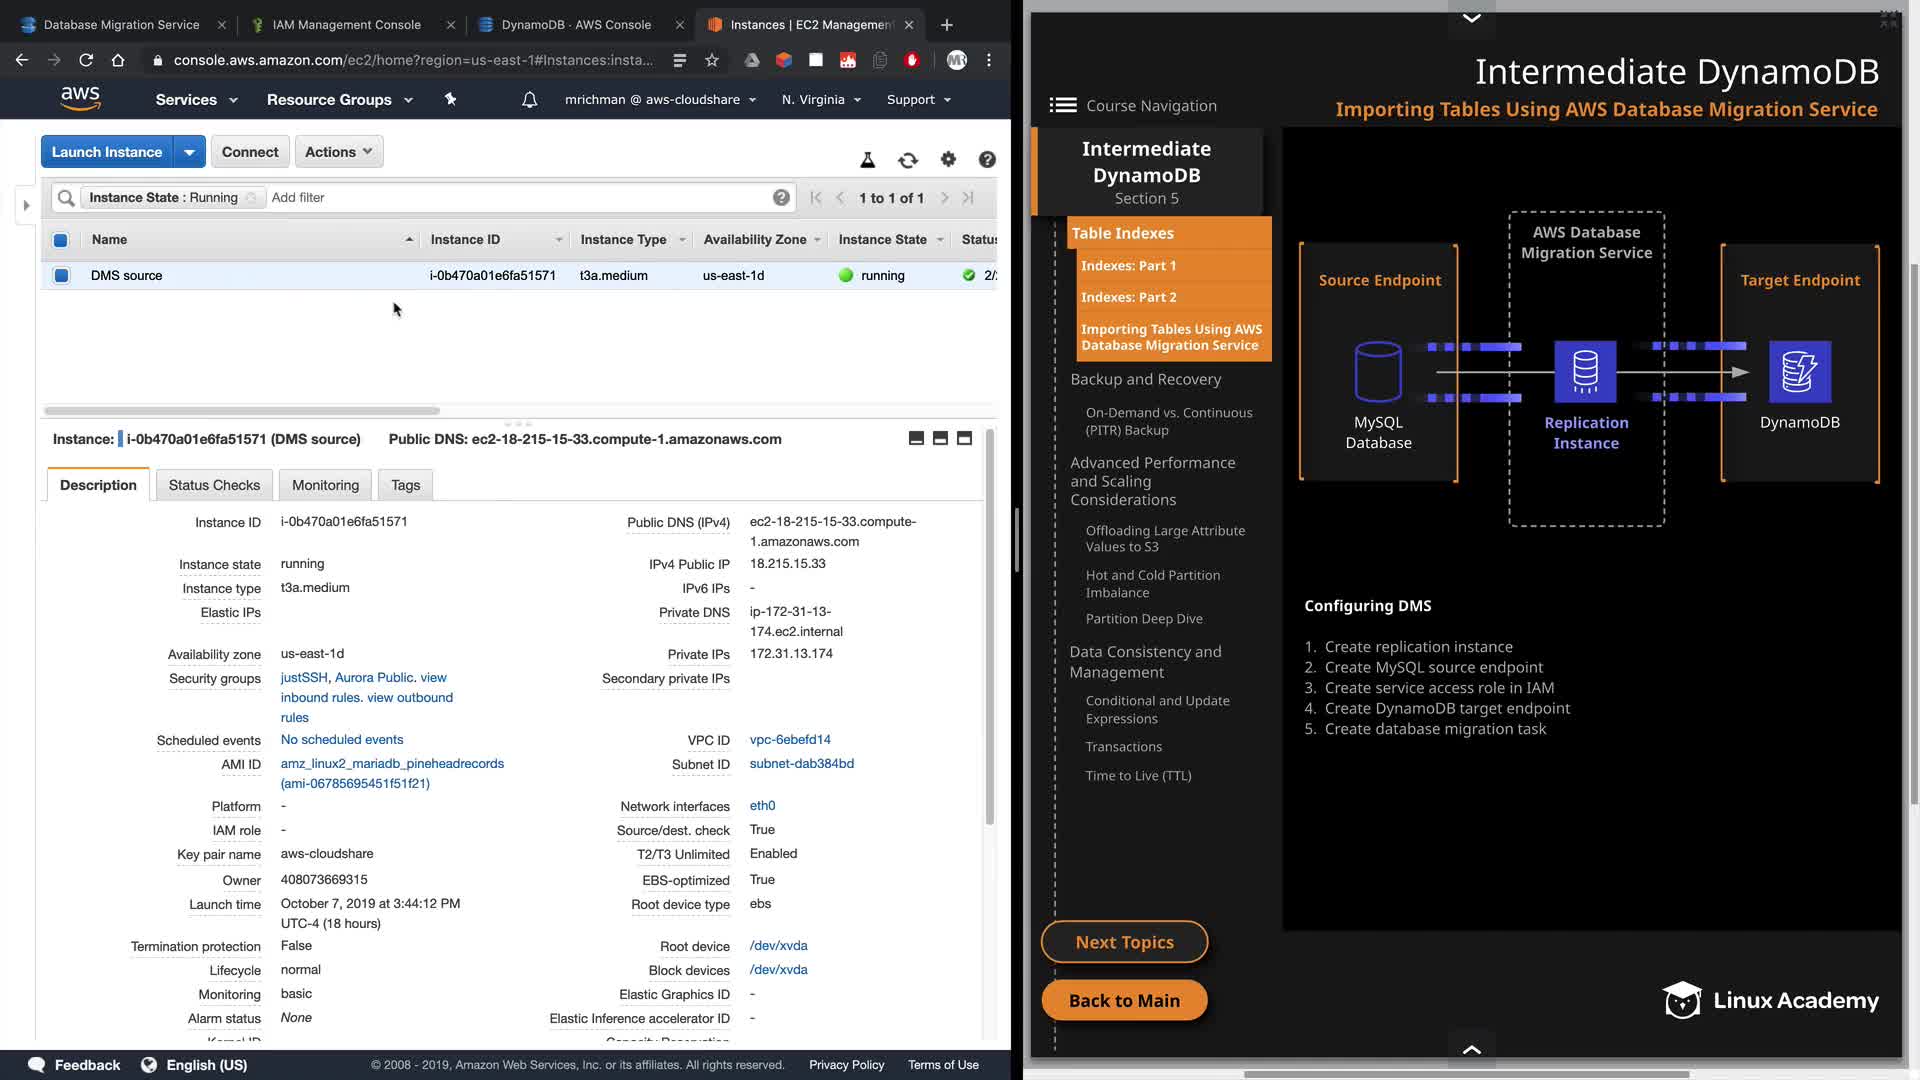 Database Migration Service
IAM Management Console
DynamoDB · AWS Console
Instances | EC2 Managemen
console.aws.amazon.com/ec2/home?region=us-east-1#Instances:insta...
MR
aws
Services
Resource Groups
mrichman @ aws-cloudshare
N. Virginia
Support
Launch Instance
Connect
Actions
Instance State : Running
Add filter
1 to 1 of 1
Name
Instance ID
Instance Type
Availability Zone
Instance State
Status
DMS source
i-0b470a01e6fa51571
t3a.medium
us-east-1d
running
2/
Instance: i-0b470a01e6fa51571 (DMS source)
Public DNS: ec2-18-215-15-33.compute-1.amazonaws.com
Description
Status Checks
Monitoring
Tags
Instance ID
i-0b470a01e6fa51571
Instance state
running
Instance type
t3a.medium
Elastic IPs
Availability zone
us-east-1d
Security groups
justSSH, Aurora Public. view
inbound rules. view outbound
rules
Scheduled events
No scheduled events
AMI ID
amz_linux2_mariadb_pineheadrecords
(ami-06785695451f51f21)
Platform
-
IAM role
-
Key pair name
aws-cloudshare
Owner
408073669315
Launch time
October 7, 2019 at 3:44:12 PM
UTC-4 (18 hours)
Termination protection
False
Lifecycle
normal
Monitoring
basic
Alarm status
None
Public DNS (IPv4)
ec2-18-215-15-33.compute-
1.amazonaws.com
IPv4 Public IP
18.215.15.33
IPv6 IPs
-
Private DNS
ip-172-31-13-
174.ec2.internal
Private IPs
172.31.13.174
Secondary private IPs
VPC ID
vpc-6ebefd14
Subnet ID
subnet-dab384bd
Network interfaces
eth0
Source/dest. check
True
T2/T3 Unlimited
Enabled
EBS-optimized
True
Root device type
ebs
Root device
/dev/xvda
Block devices
/dev/xvda
Elastic Graphics ID
-
Elastic Inference accelerator ID
-
Feedback
English (US)
© 2008 - 2019, Amazon Web Services, Inc. or its affiliates. All rights reserved.
Privacy Policy
Terms of Use
Intermediate DynamoDB
Importing Tables Using AWS Database Migration Service
Course Navigation
Intermediate
DynamoDB
Section 5
Table Indexes
Indexes: Part 1
Indexes: Part 2
Importing Tables Using AWS
Database Migration Service
Backup and Recovery
On-Demand vs. Continuous
(PITR) Backup
Advanced Performance
and Scaling
Considerations
Offloading Large Attribute
Values to S3
Hot and Cold Partition
Imbalance
Partition Deep Dive
Data Consistency and
Management
Conditional and Update
Expressions
Transactions
Time to Live (TTL)
Next Topics
Back to Main
AWS Database
Migration Service
Source Endpoint
Target Endpoint
MySQL
Database
Replication
Instance
DynamoDB
Configuring DMS
1. Create replication instance
2. Create MySQL source endpoint
3. Create service access role in IAM
4. Create DynamoDB target endpoint
5. Create database migration task
Linux Academy